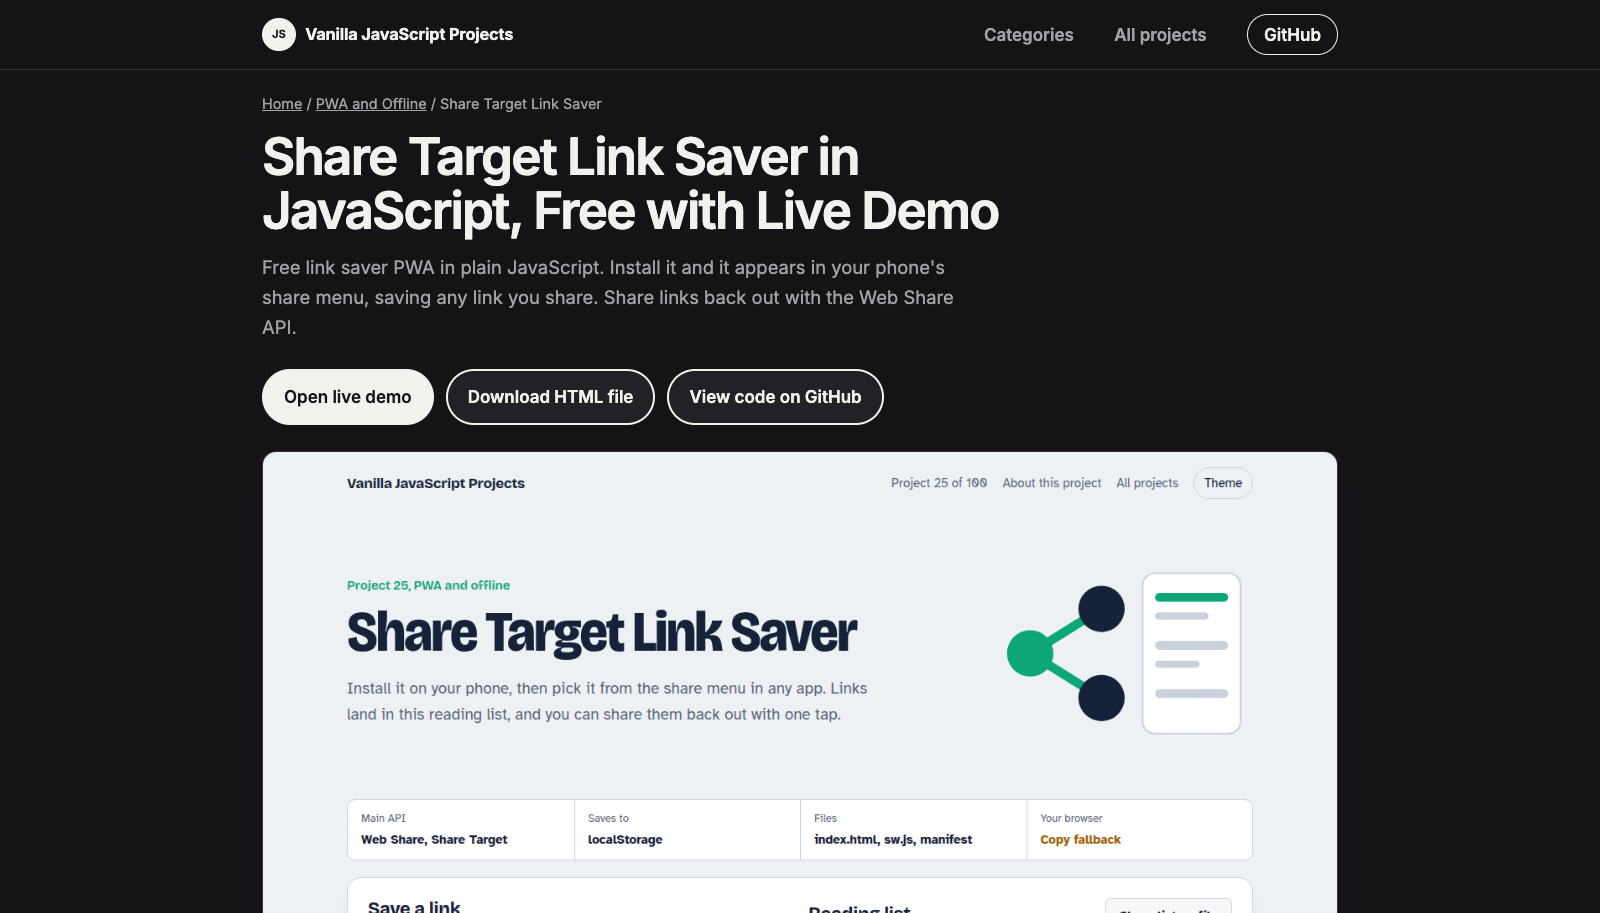 JS
Vanilla JavaScript Projects
Categories
All projects
GitHub
Home / PWA and Offline / Share Target Link Saver
Share Target Link Saver in
JavaScript, Free with Live Demo
Free link saver PWA in plain JavaScript. Install it and it appears in your phone's
share menu, saving any link you share. Share links back out with the Web Share
API.
Open live demo
Download HTML file
View code on GitHub
Vanilla JavaScript Projects
Project 25 of 100
About this project
All projects
Theme
Project 25, PWA and offline
Share Target Link Saver
Install it on your phone, then pick it from the share menu in any app. Links
land in this reading list, and you can share them back out with one tap.
Main API
Web Share, Share Target
Saves to
localStorage
Files
index.html, sw.js, manifest
Your browser
Copy fallback
Save a link
Reading list